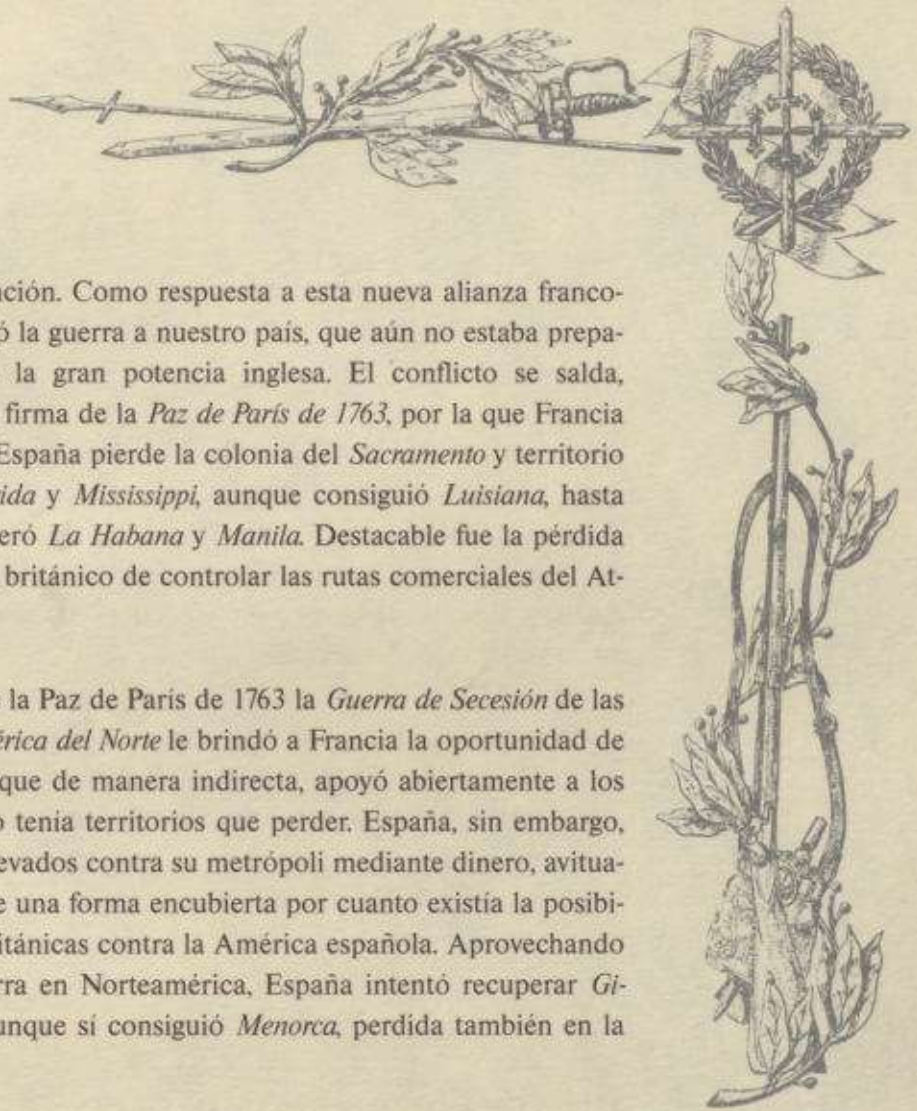 ción. Como respuesta a esta nueva alianza franco-
ó la guerra a nuestro país, que aún no estaba prepa-
la gran potencia inglesa. El conflicto se salda,
firma de la Paz de París de 1763, por la que Francia
España pierde la colonia del Sacramento y territorio
ida y Mississippi, aunque consiguió Luisiana, hasta
eró La Habana y Manila. Destacable fue la pérdida
británico de controlar las rutas comerciales del At-
la Paz de París de 1763 la Guerra de Secesión de las
érica del Norte le brindó a Francia la oportunidad de
que de manera indirecta, apoyó abiertamente a los
o tenía territorios que perder. España, sin embargo,
evados contra su metrópoli mediante dinero, avitua-
e una forma encubierta por cuanto existía la posibi-
itánicas contra la América española. Aprovechando
rra en Norteamérica, España intentó recuperar Gi-
unque sí consiguió Menorca, perdida también en la